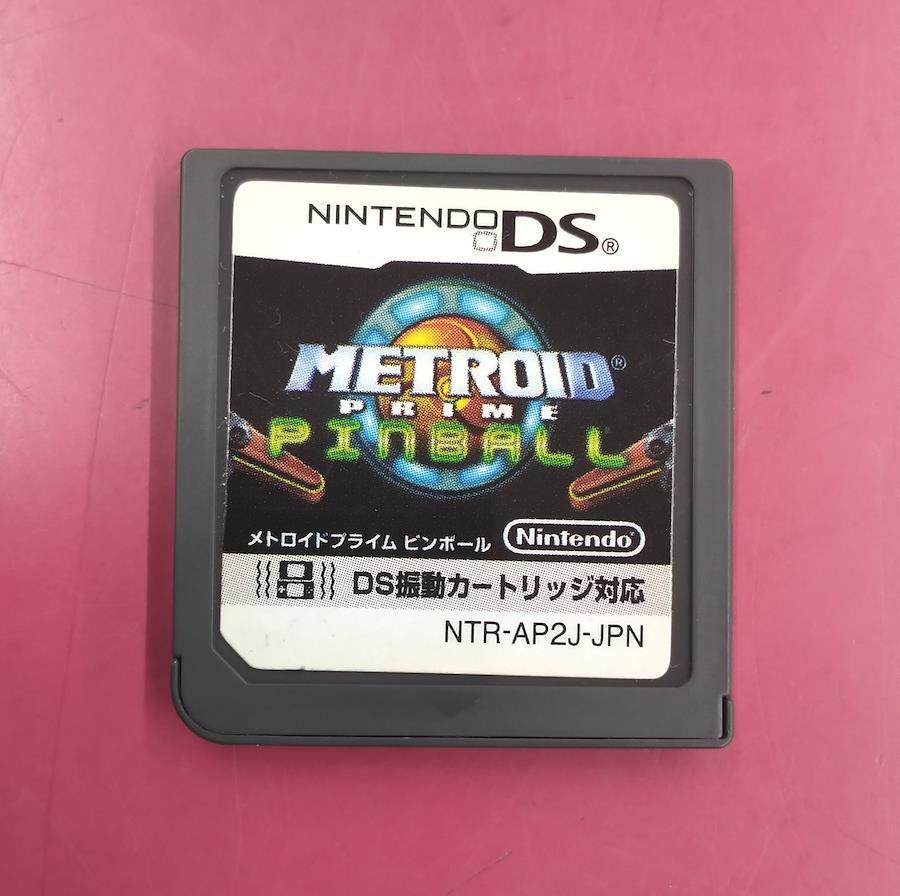 NINTENDO DS®
METROID®
PRIME
PINBALL
メトロイドプライム ピンボール Nintendo®
DS振動カートリッジ対応
NTR-AP2J-JPN